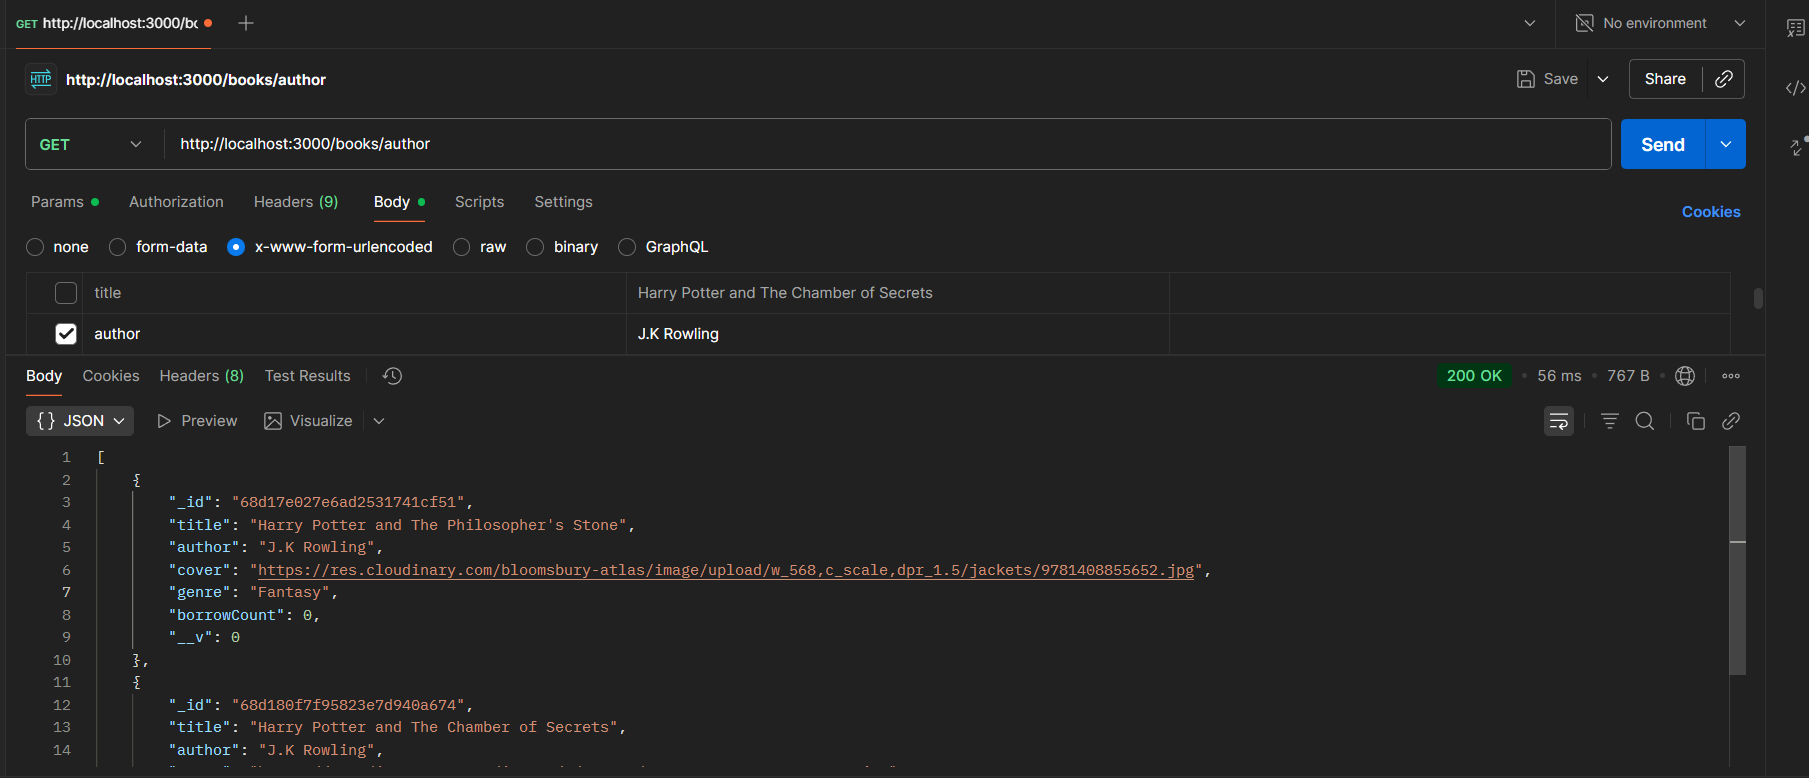 GET http://localhost:3000/bo
No environment
HTTP http://localhost:3000/books/author
Save
Share
GET http://localhost:3000/books/author
Send
Params Authorization Headers (9) Body Scripts Settings
Cookies
none form-data x-www-form-urlencoded raw binary GraphQL
title Harry Potter and The Chamber of Secrets
author J.K Rowling
Body Cookies Headers (8) Test Results 200 OK 56 ms 767 B
{} JSON Preview Visualize
1 [
2 {
3 "_id": "68d17e027e6ad2531741cf51",
4 "title": "Harry Potter and The Philosopher's Stone",
5 "author": "J.K Rowling",
6 "cover": "https://res.cloudinary.com/bloomsbury-atlas/image/upload/w_568,c_scale,dpr_1.5/jackets/9781408855652.jpg",
7 "genre": "Fantasy",
8 "borrowCount": 0,
9 "__v": 0
10 },
11 {
12 "_id": "68d180f7f95823e7d940a674",
13 "title": "Harry Potter and The Chamber of Secrets",
14 "author": "J.K Rowling",